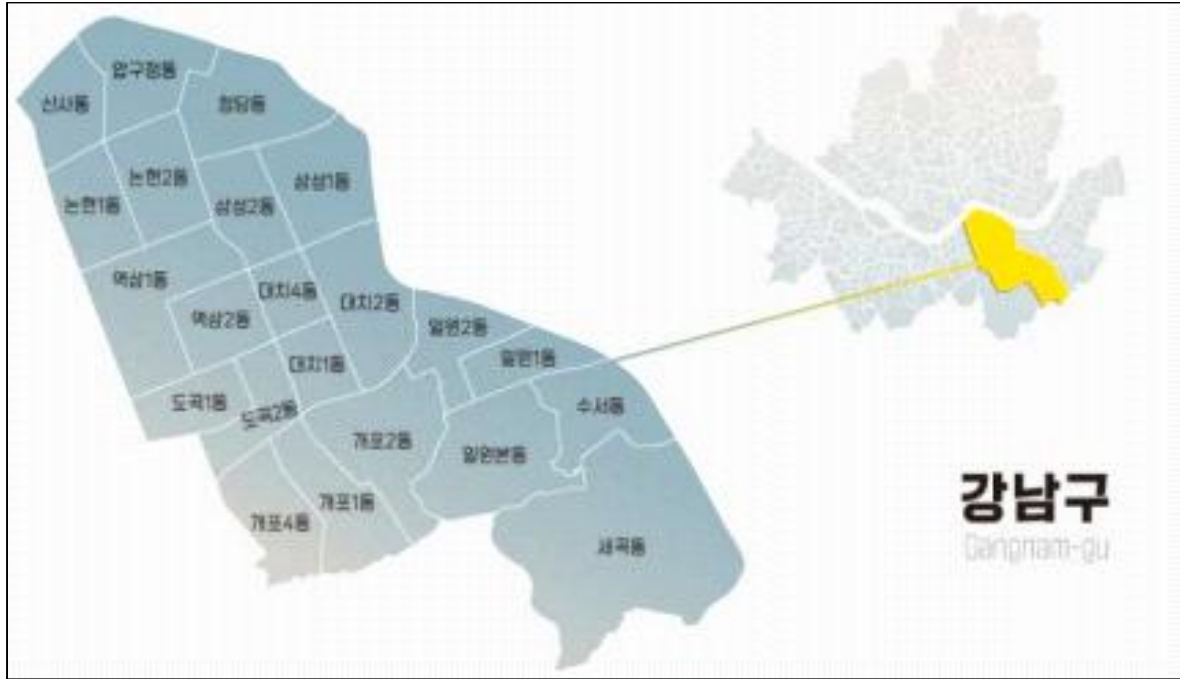 압구정동
신사동
청담동
논현2동
삼성1동
논현1동
삼성2동
역삼1동
대치4동
대치2동
역삼2동
일원2동
일원1동
대치1동
도곡1동
도곡2동
수서동
개포2동
일원본동
개포1동
개포4동
세곡동
강남구
Gangnam-gu